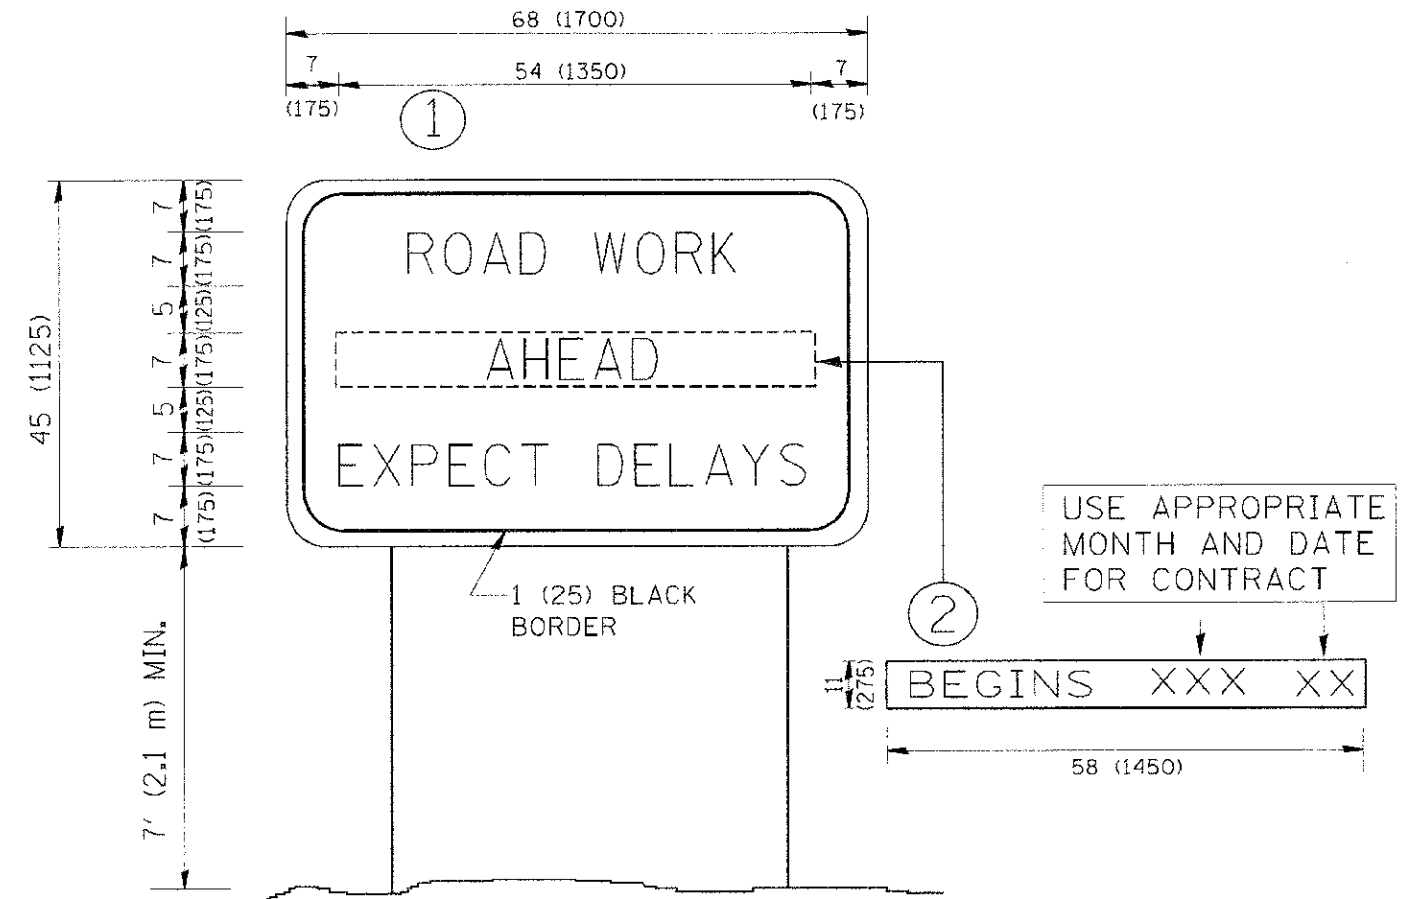 68 (1700)
7 54 (1350) 7
(175) (175)
1
45 (1125)
7 (175)
7 (175)
5 (125)
7 (175)
5 (125)
7 (175)
7 (175)
ROAD WORK
AHEAD
EXPECT DELAYS
1 (25) BLACK
BORDER
7' (2.1 m) MIN.
USE APPROPRIATE
MONTH AND DATE
FOR CONTRACT
2
11
(275)
BEGINS XXX XX
58 (1450)